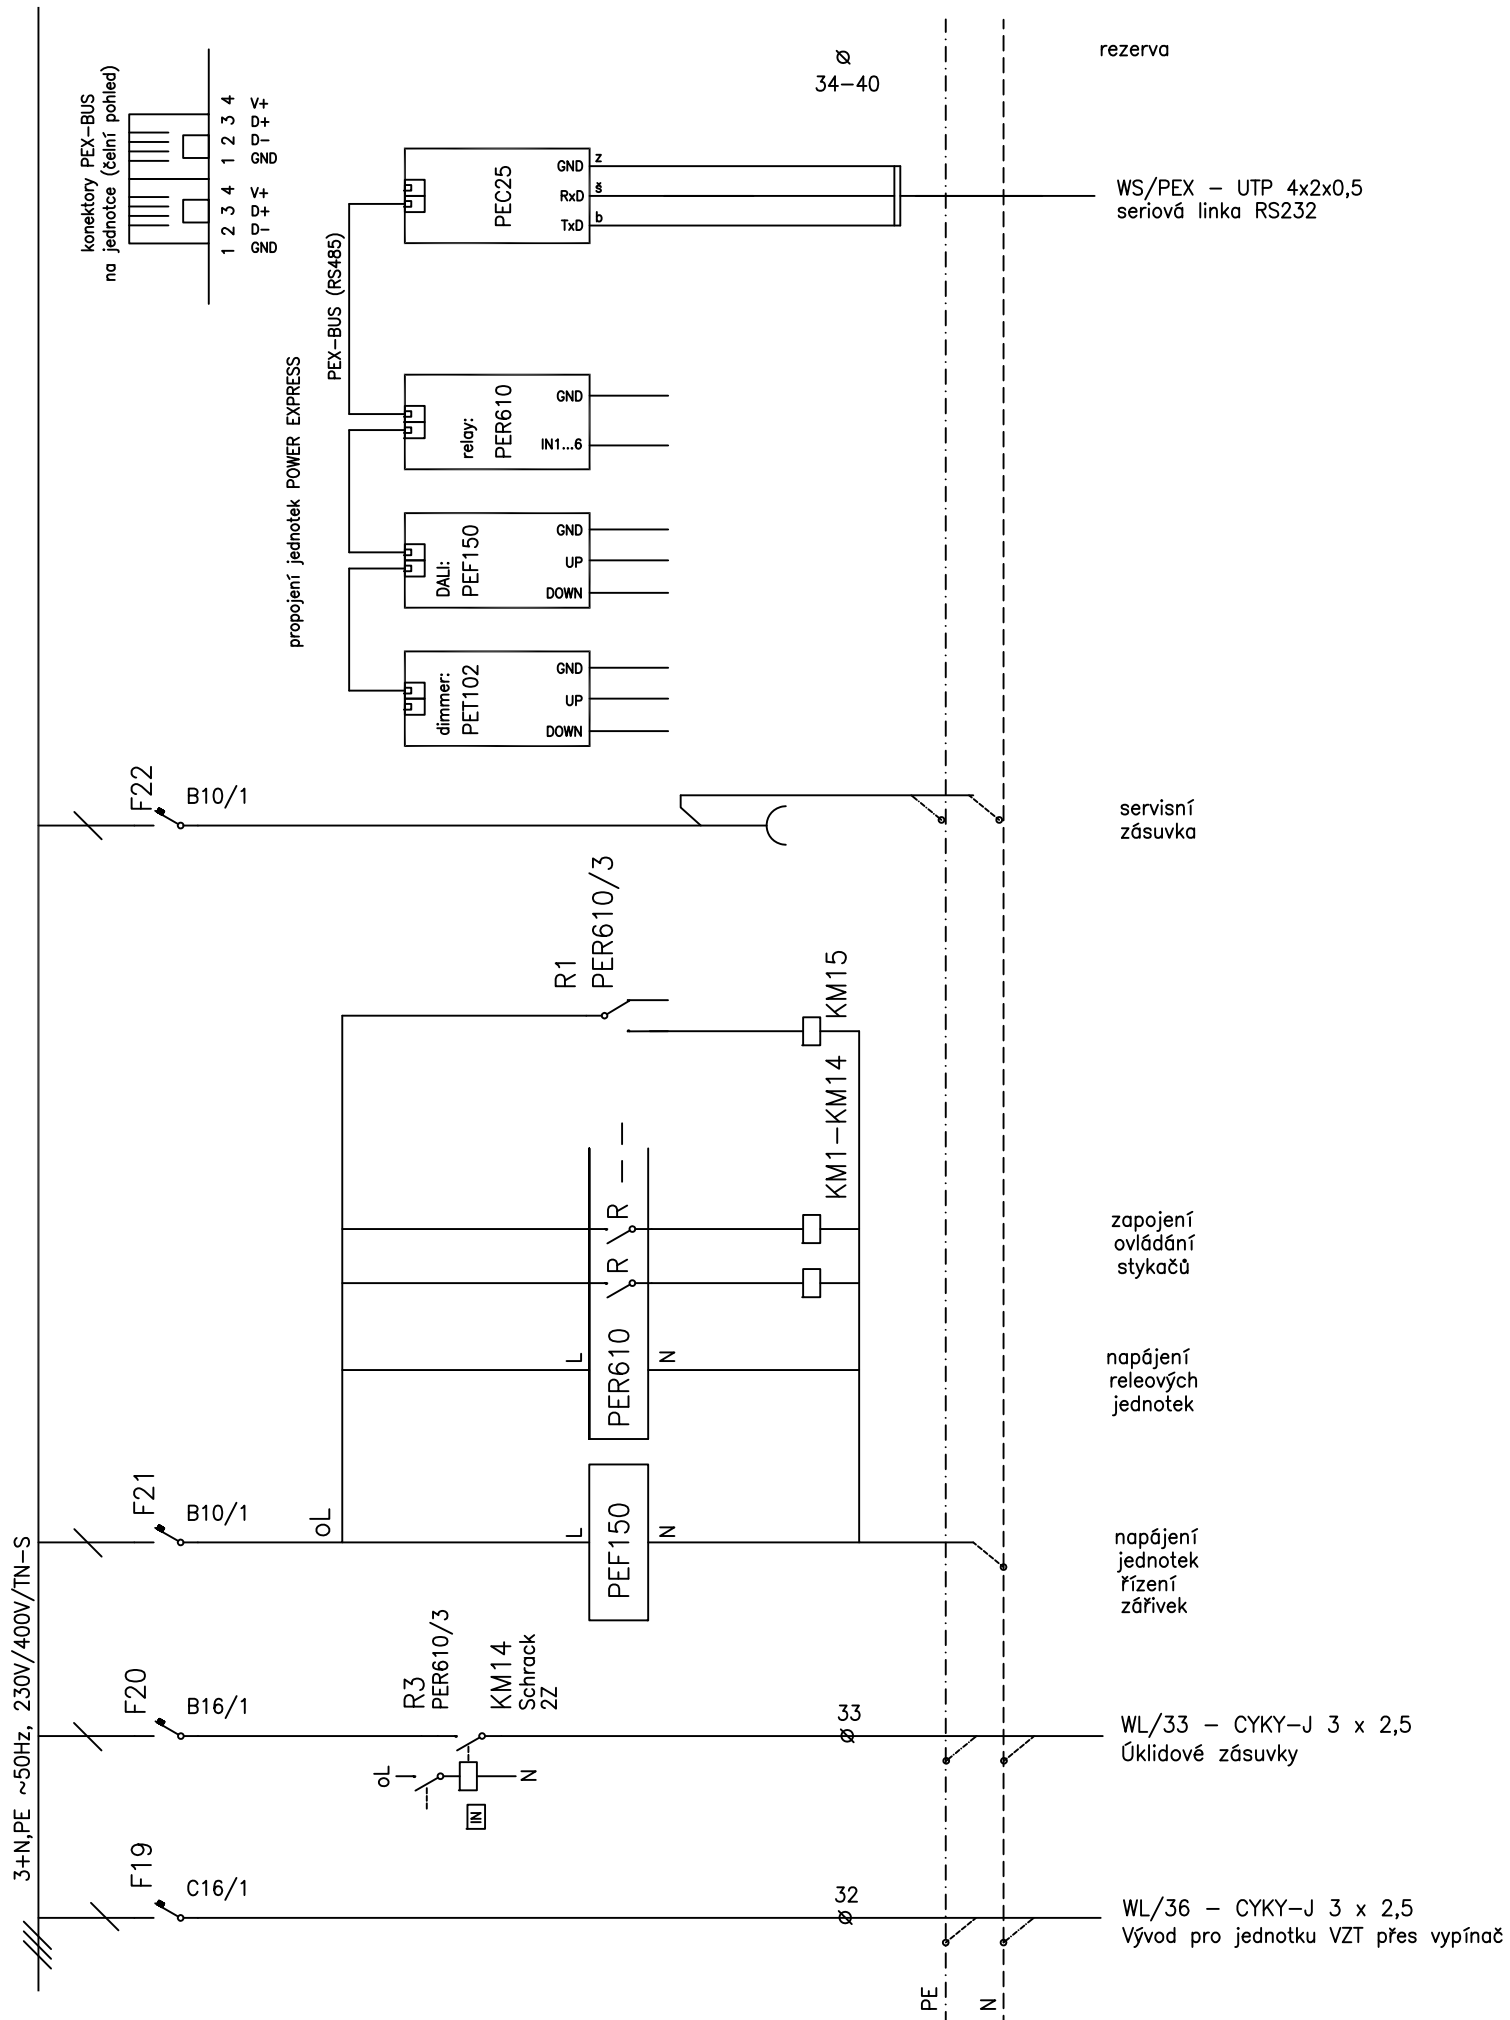 konektory PEX-BUS
na jednotce (čelní pohled)
1 2 3 4
V+
D+
D-
GND
1 2 3 4
V+
D+
D-
GND
Ø
34-40
rezerva
PEC25
GND
RxD
TxD
z
š
b
WS/PEX - UTP 4x2x0,5
seriová linka RS232
PEX-BUS (RS485)
propojení jednotek POWER EXPRESS
relay:
PER610
GND
IN1...6
DALI:
PEF150
GND
UP
DOWN
dimmer:
PET102
GND
UP
DOWN
F22
B10/1
servisní
zásuvka
R1
PER610/3
KM15
KM1-KM14
R
R
zapojení
ovládání
stykačů
L
PER610
N
napájení
releových
jednotek
F21
B10/1
oL
L
PEF150
N
napájení
jednotek
řízení
zářivek
3+N,PE ~50Hz, 230V/400V/TN-S
F20
B16/1
R3
PER610/3
KM14
Schrack
2Z
oL
N
IN
33
WL/33 - CYKY-J 3 x 2,5
Úklidové zásuvky
F19
C16/1
32
WL/36 - CYKY-J 3 x 2,5
Vývod pro jednotku VZT přes vypínač
PE
N